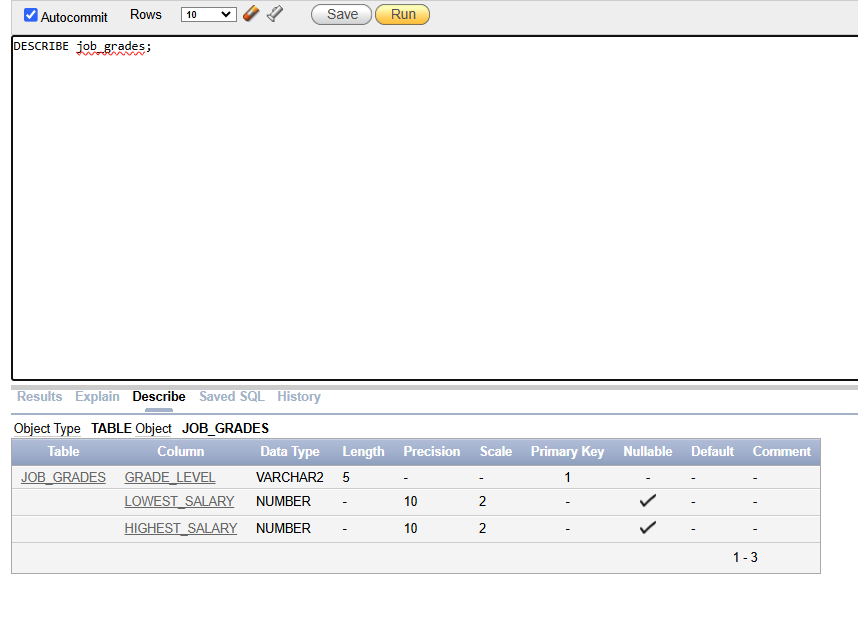 Autocommit Rows 10 Save Run
DESCRIBE job_grades;
Results Explain Describe Saved SQL History
Object Type TABLE Object JOB_GRADES
Table Column Data Type Length Precision Scale Primary Key Nullable Default Comment
JOB_GRADES GRADE_LEVEL VARCHAR2 5 - - 1 - - -
LOWEST_SALARY NUMBER - 10 2 - ✓ - -
HIGHEST_SALARY NUMBER - 10 2 - ✓ - -
1 - 3